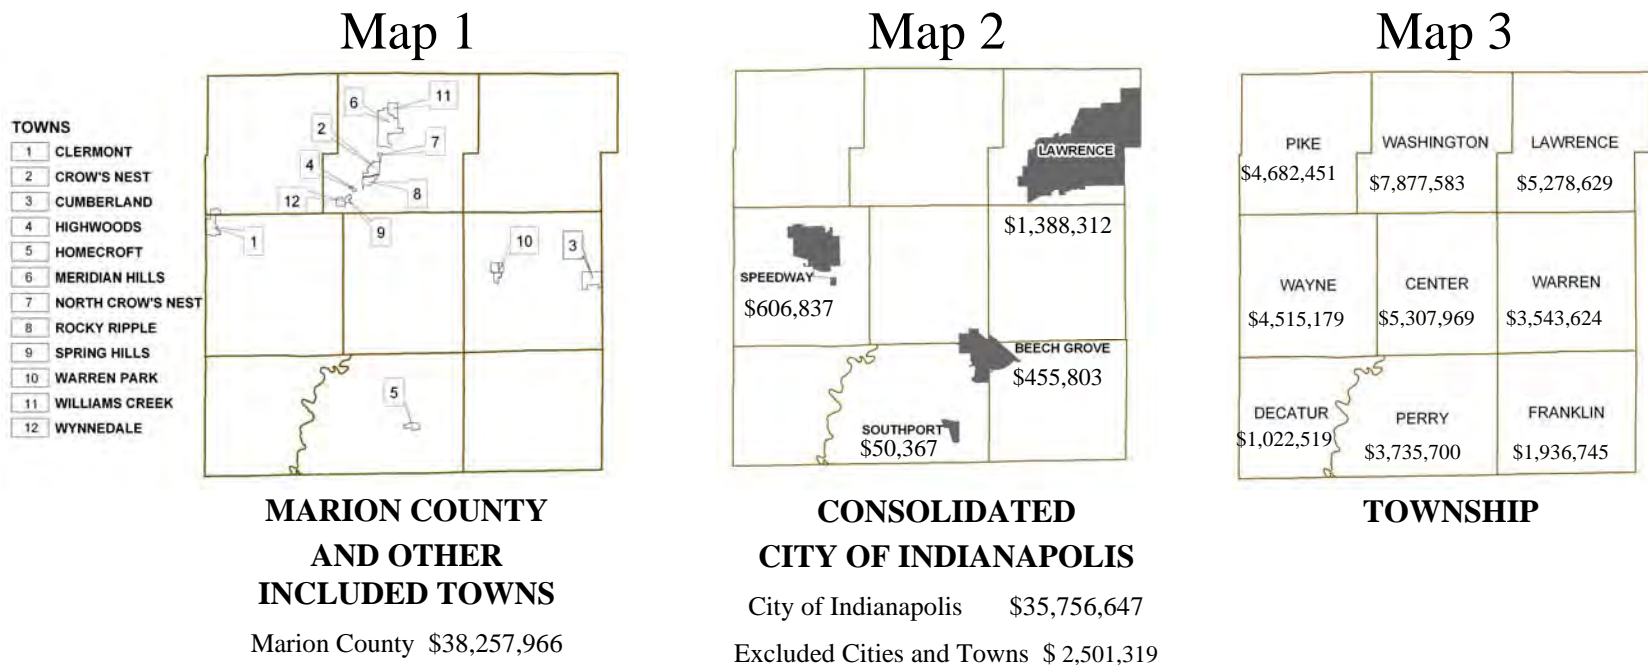 Map 1
TOWNS
1 CLERMONT
2 CROW'S NEST
3 CUMBERLAND
4 HIGHWOODS
5 HOMECROFT
6 MERIDIAN HILLS
7 NORTH CROW'S NEST
8 ROCKY RIPPLE
9 SPRING HILLS
10 WARREN PARK
11 WILLIAMS CREEK
12 WYNNEDALE
6
11
2
7
4
12
8
9
1
10
3
5
MARION COUNTY
AND OTHER
INCLUDED TOWNS
Marion County $38,257,966
Map 2
LAWRENCE
$1,388,312
SPEEDWAY
$606,837
BEECH GROVE
$455,803
SOUTHPORT
$50,367
CONSOLIDATED
CITY OF INDIANAPOLIS
City of Indianapolis $35,756,647
Excluded Cities and Towns $ 2,501,319
Map 3
PIKE
$4,682,451
WASHINGTON
$7,877,583
LAWRENCE
$5,278,629
WAYNE
$4,515,179
CENTER
$5,307,969
WARREN
$3,543,624
DECATUR
$1,022,519
PERRY
$3,735,700
FRANKLIN
$1,936,745
TOWNSHIP